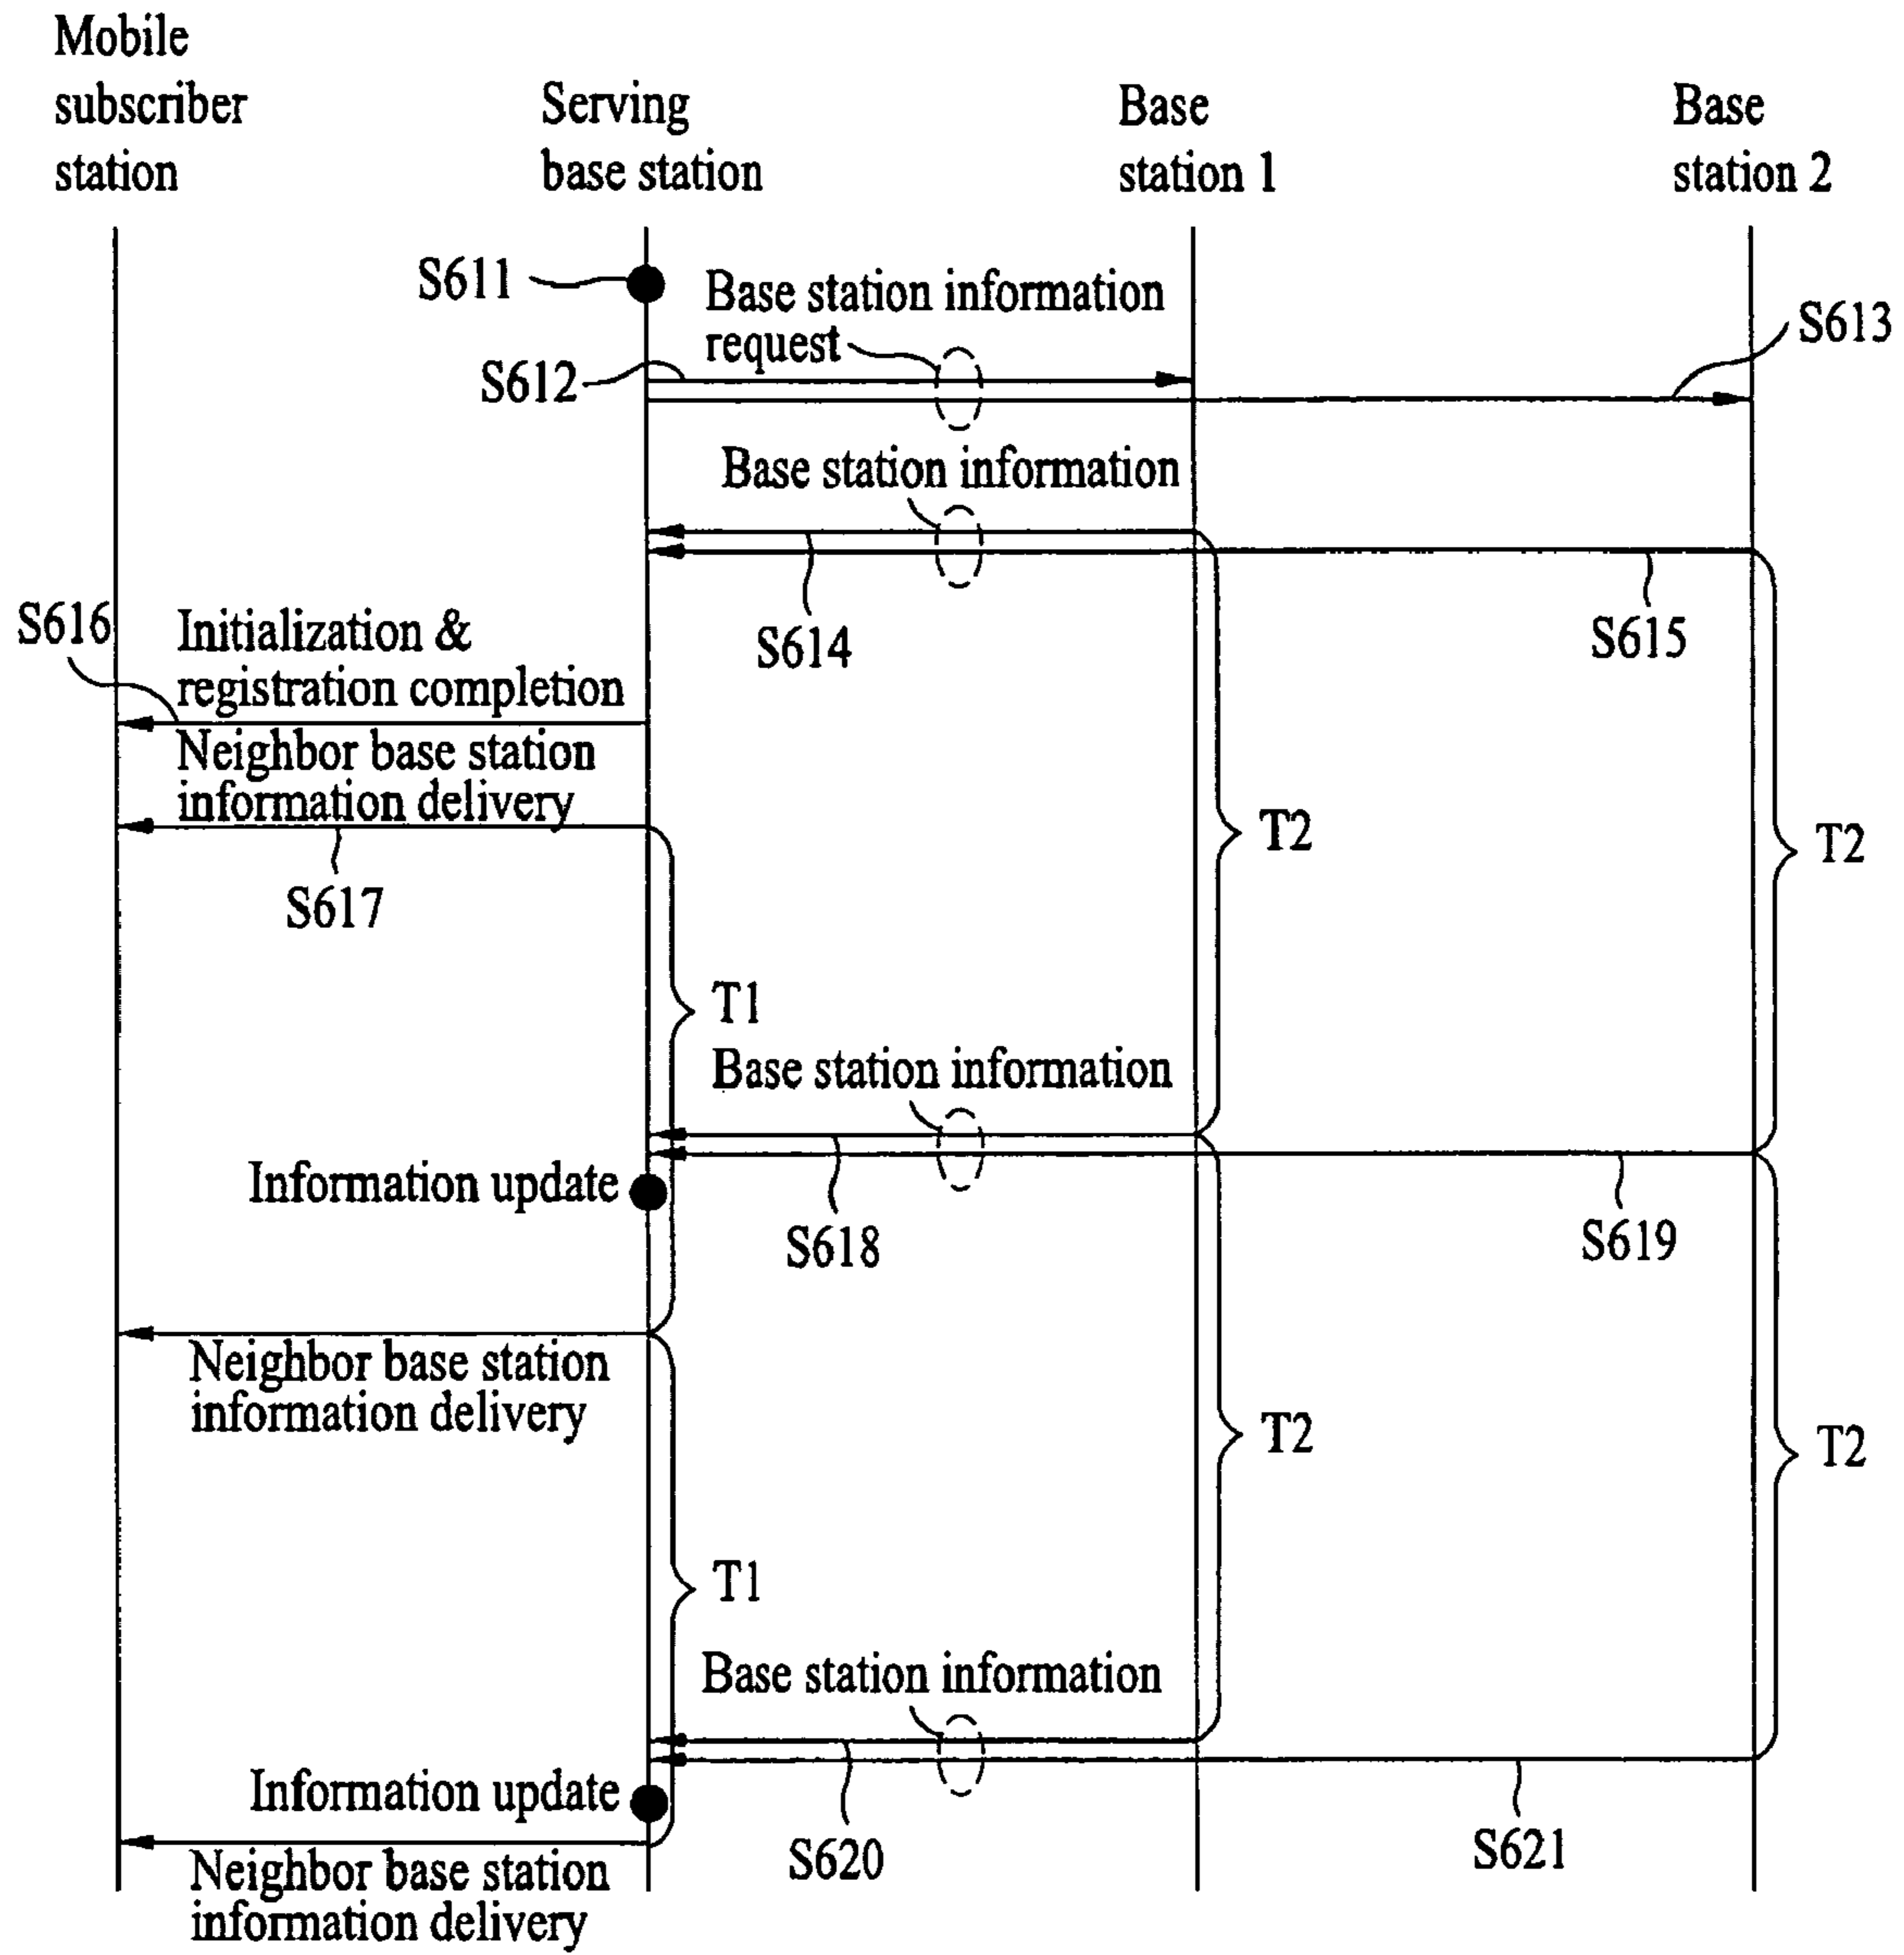 Mobile
subscriber
station
Serving
base station
Base
station 1
Base
station 2
S611
Base station information
request
S612
S613
Base station information
S614
S615
S616
Initialization &
registration completion
Neighbor base station
information delivery
S617
T2
T2
T1
Base station information
Information update
S618
S619
Neighbor base station
information delivery
T2
T2
T1
Base station information
Information update
S620
S621
Neighbor base station
information delivery